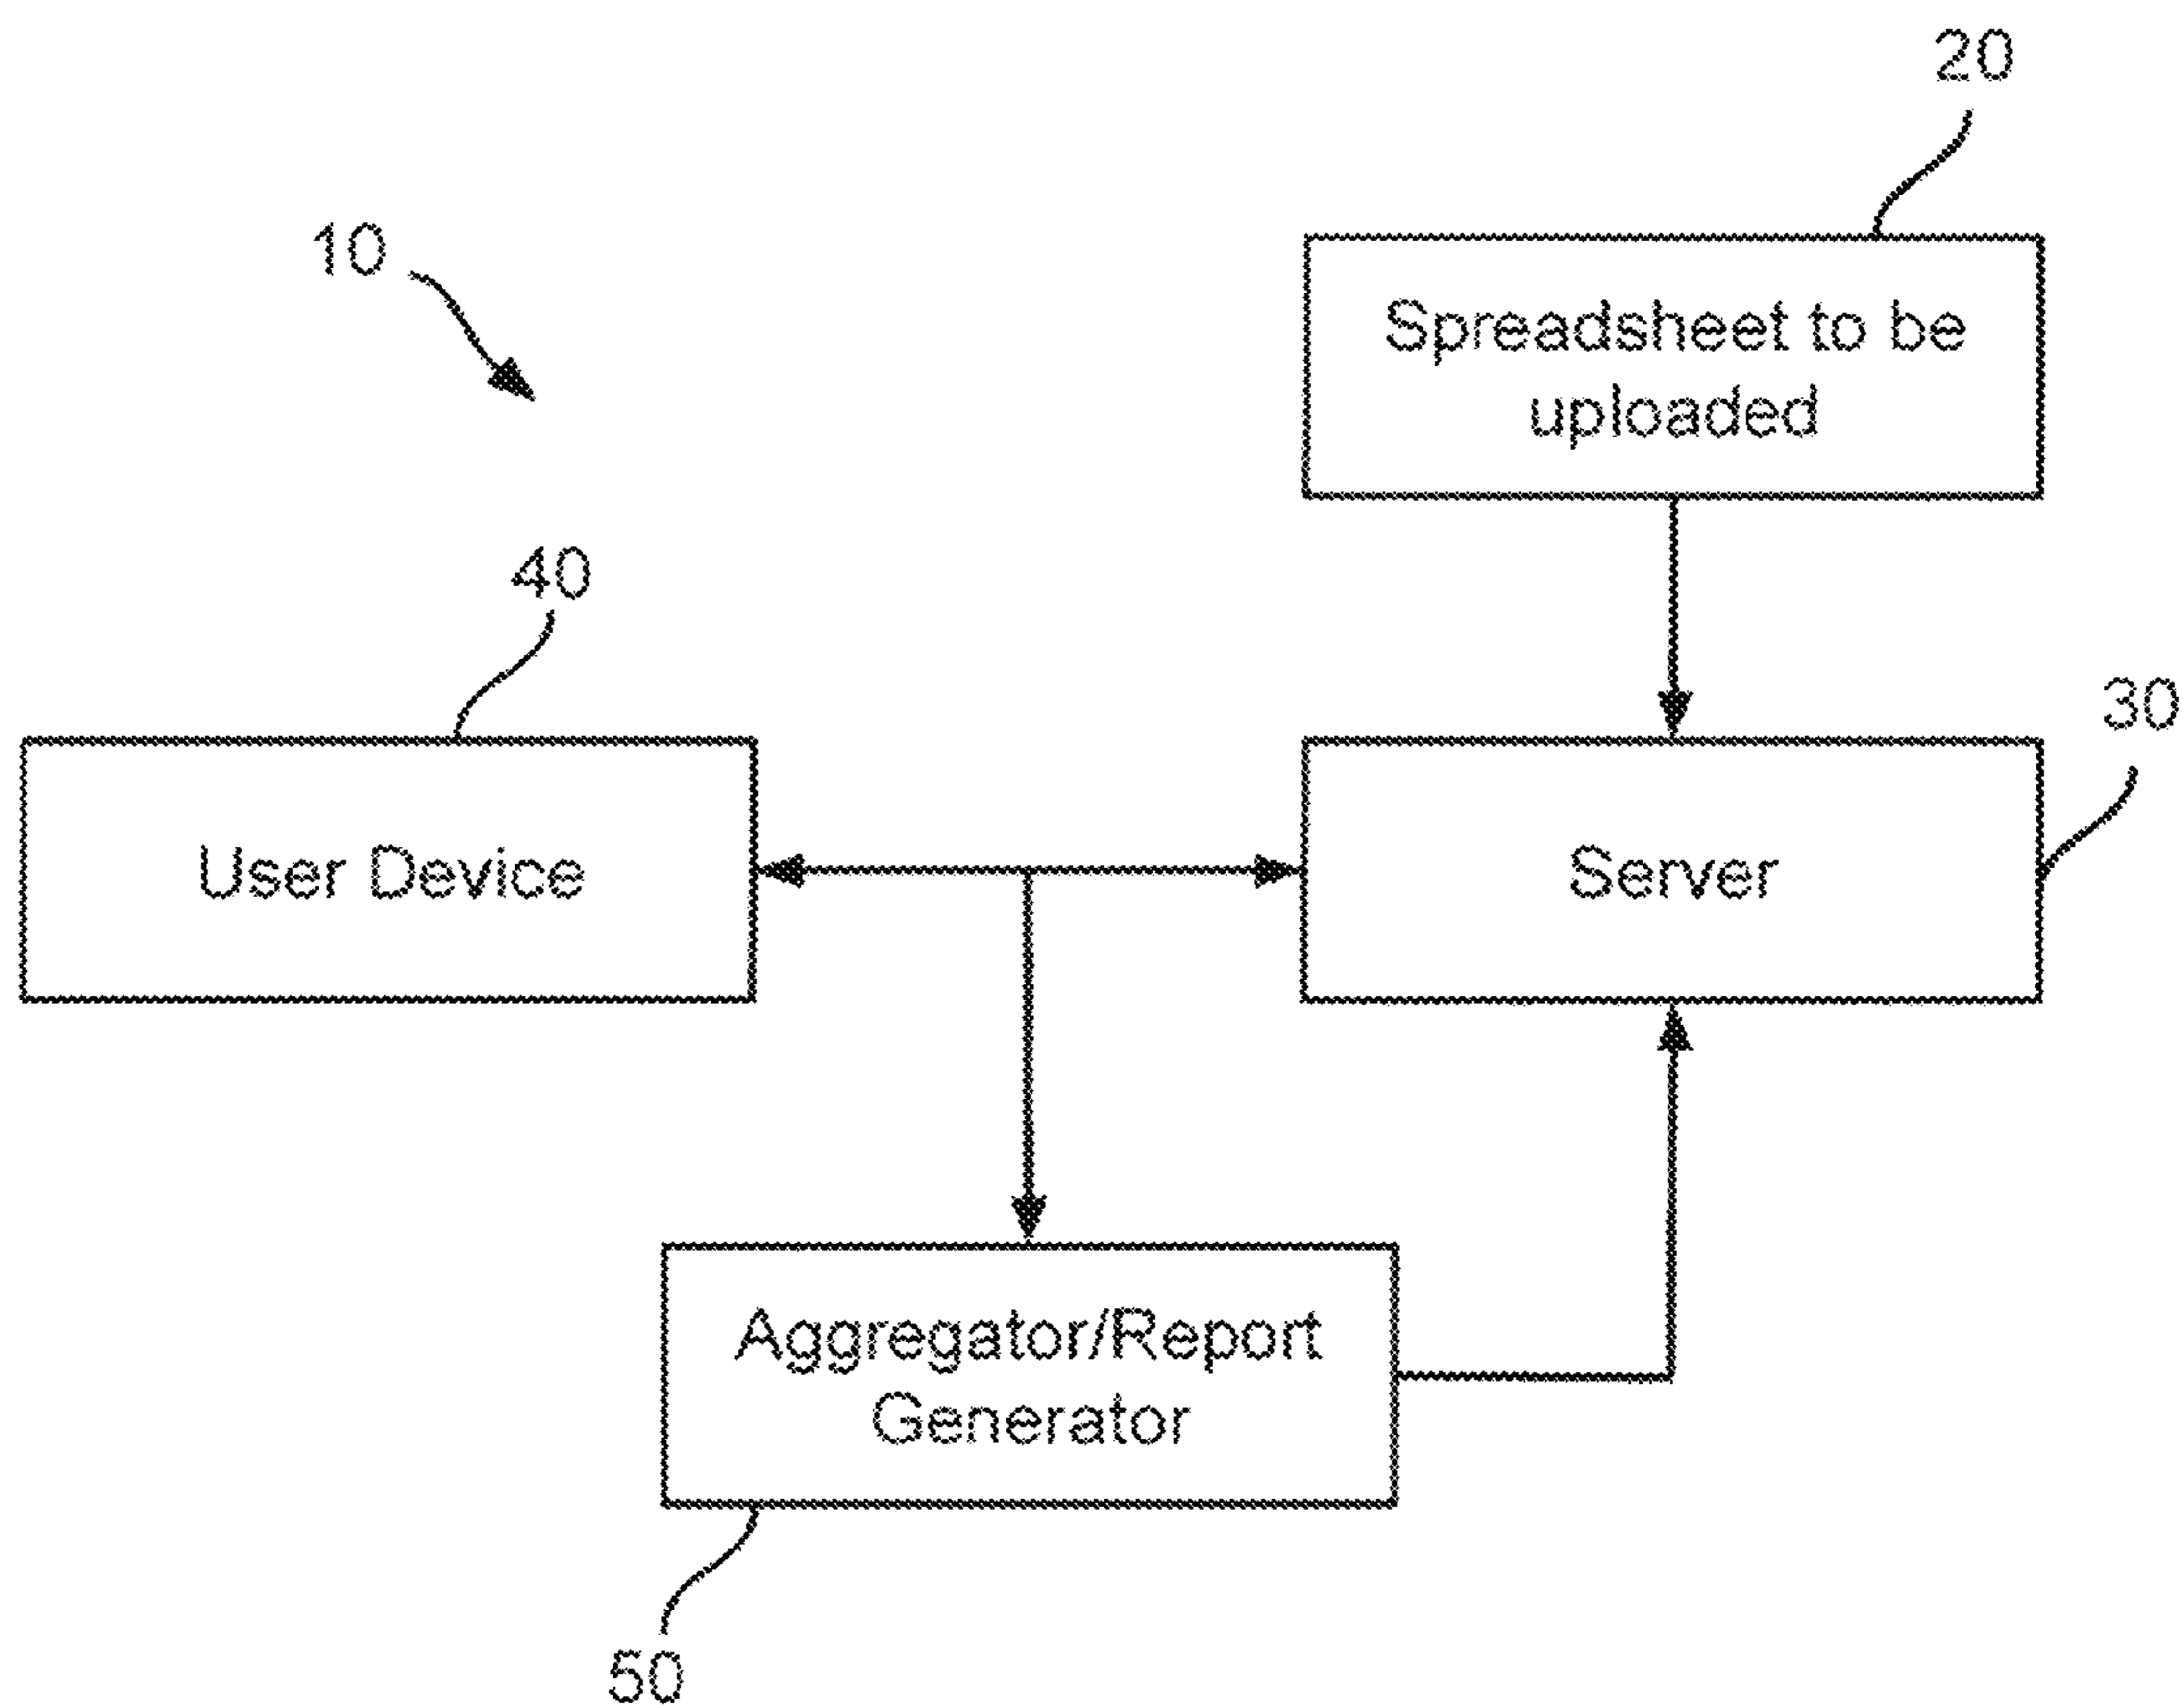 20
10
Spreadsheet to be
uploaded
40
30
User Device
Server
Aggregator/Report
Generator
50